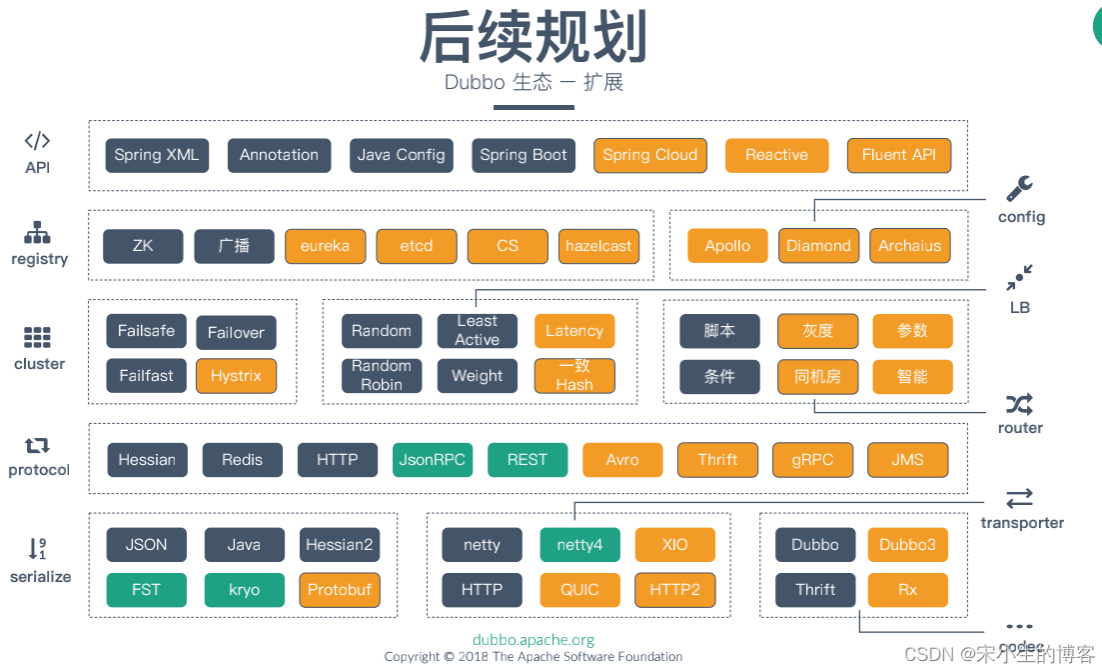 后续规划
Dubbo 生态 — 扩展
</> API
Spring XML Annotation Java Config Spring Boot Spring Cloud Reactive Fluent API
config
registry
ZK 广播 eureka etcd CS hazelcast
Apollo Diamond Archaius
LB
cluster
Failsafe Failover
Failfast Hystrix
Random Least Active Latency
Random Robin Weight 一致 Hash
脚本 灰度 参数
条件 同机房 智能
router
protocol
Hessian Redis HTTP JsonRPC REST Avro Thrift gRPC JMS
transporter
9
1
serialize
JSON Java Hessian2
FST kryo Protobuf
netty netty4 XIO
HTTP QUIC HTTP2
Dubbo Dubbo3
Thrift Rx
codec
dubbo.apache.org
Copyright © 2018 The Apache Software Foundation
CSDN @宋小生的博客